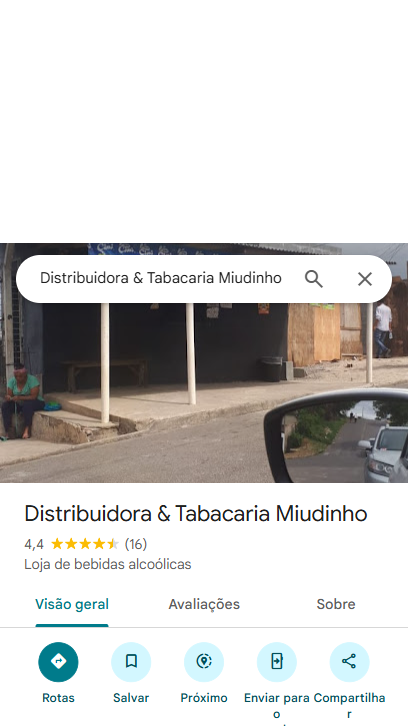 Distribuidora & Tabacaria Miudinho
Distribuidora & Tabacaria Miudinho
4,4 (16)
Loja de bebidas alcoólicas
Visão geral Avaliações Sobre
Rotas Salvar Próximo Enviar para o Compartilhar